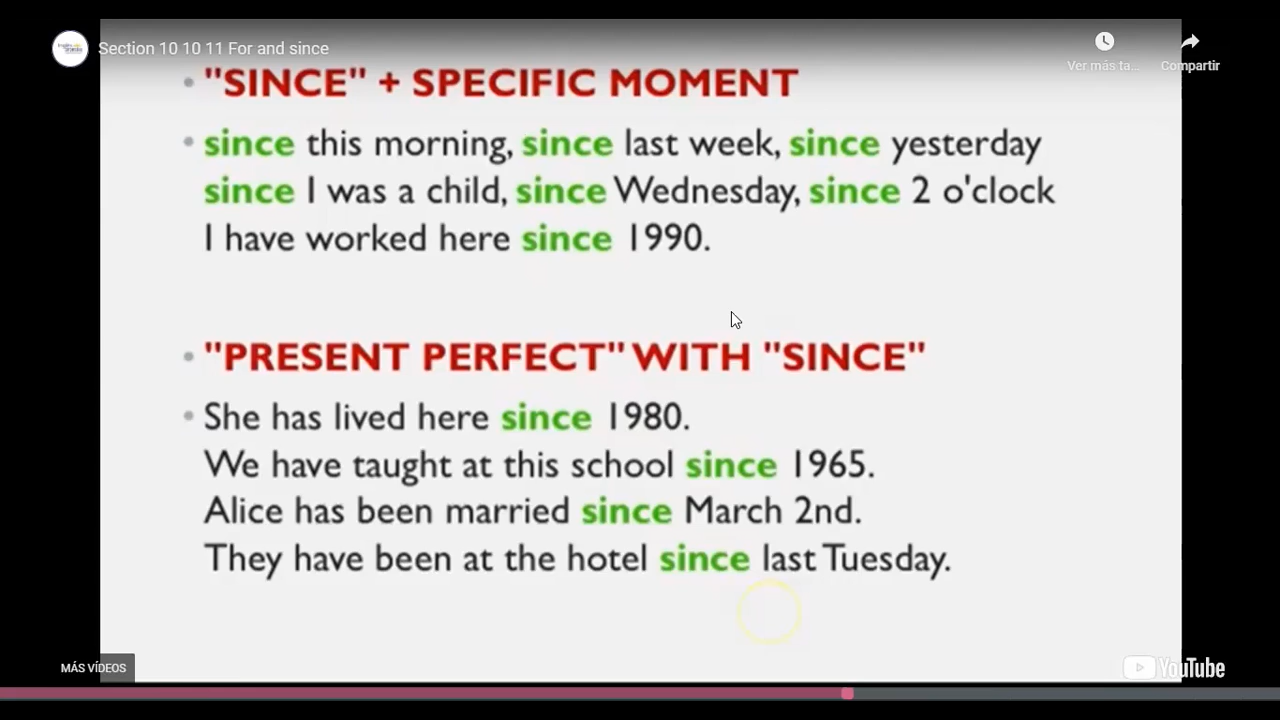 Section 10 10 11 For and since
Ver más ta...
Compartir
• "SINCE" + SPECIFIC MOMENT
• since this morning, since last week, since yesterday
since I was a child, since Wednesday, since 2 o'clock
I have worked here since 1990.
• "PRESENT PERFECT" WITH "SINCE"
• She has lived here since 1980.
We have taught at this school since 1965.
Alice has been married since March 2nd.
They have been at the hotel since last Tuesday.
MÁS VÍDEOS
YouTube